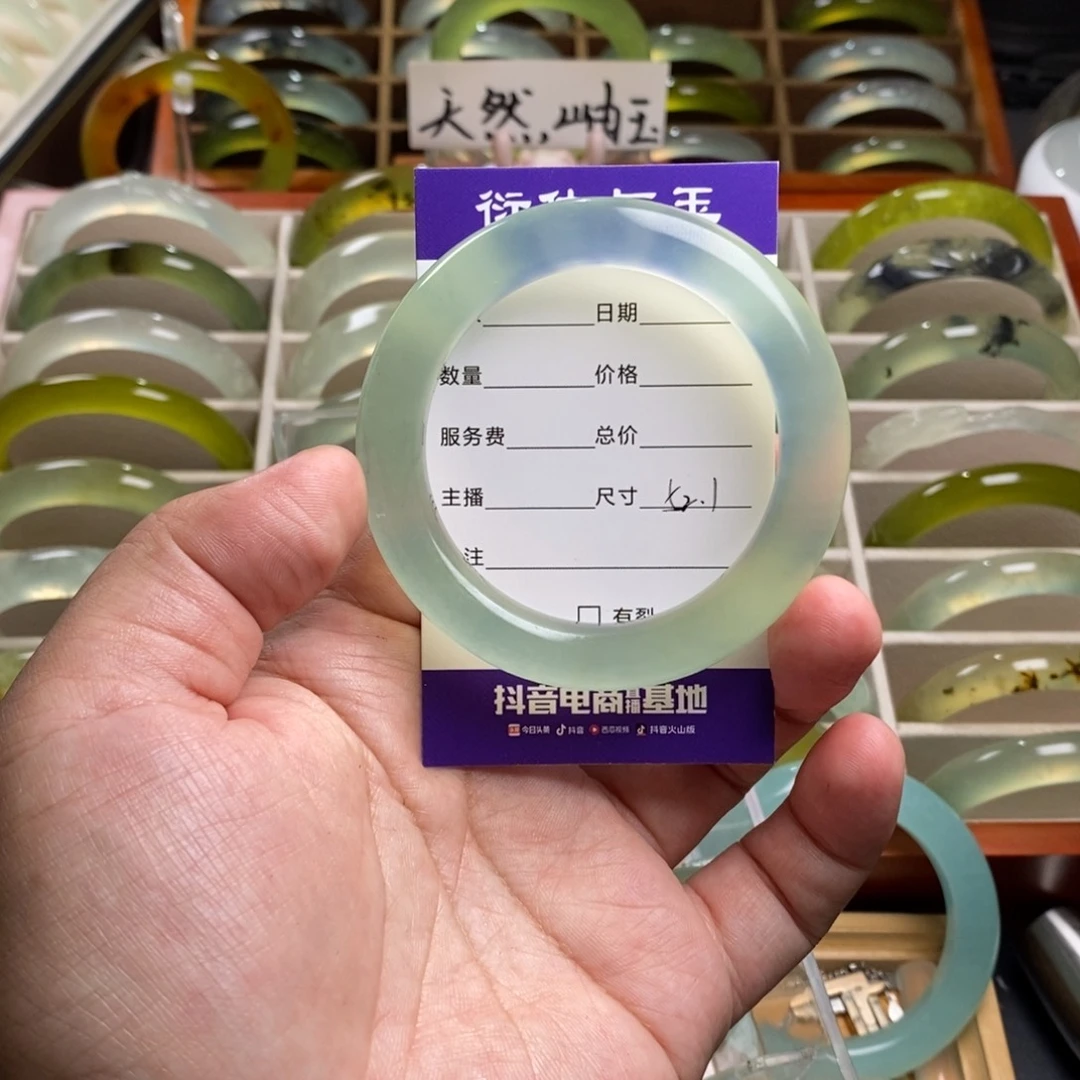 天然岫玉
日期
数量 价格
服务费 总价
主播 尺寸
注
有裂
抖音电商直播基地
今日头条 抖音 西瓜视频 抖音火山版